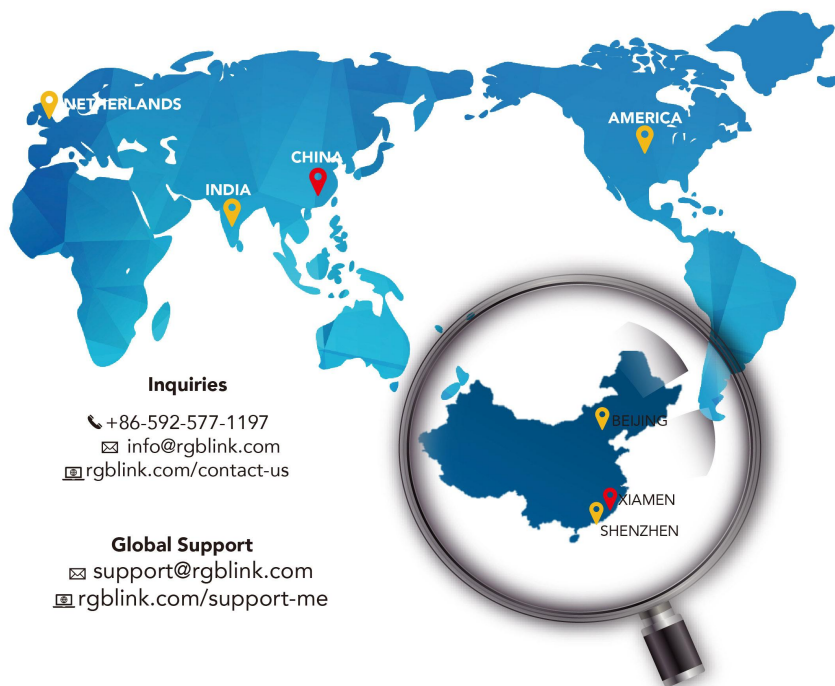 NETHERLANDS
AMERICA
CHINA
INDIA
Inquiries
+86-592-577-1197
info@rgblink.com
rgblink.com/contact-us
Global Support
support@rgblink.com
rgblink.com/support-me
BEIJING
XIAMEN
SHENZHEN